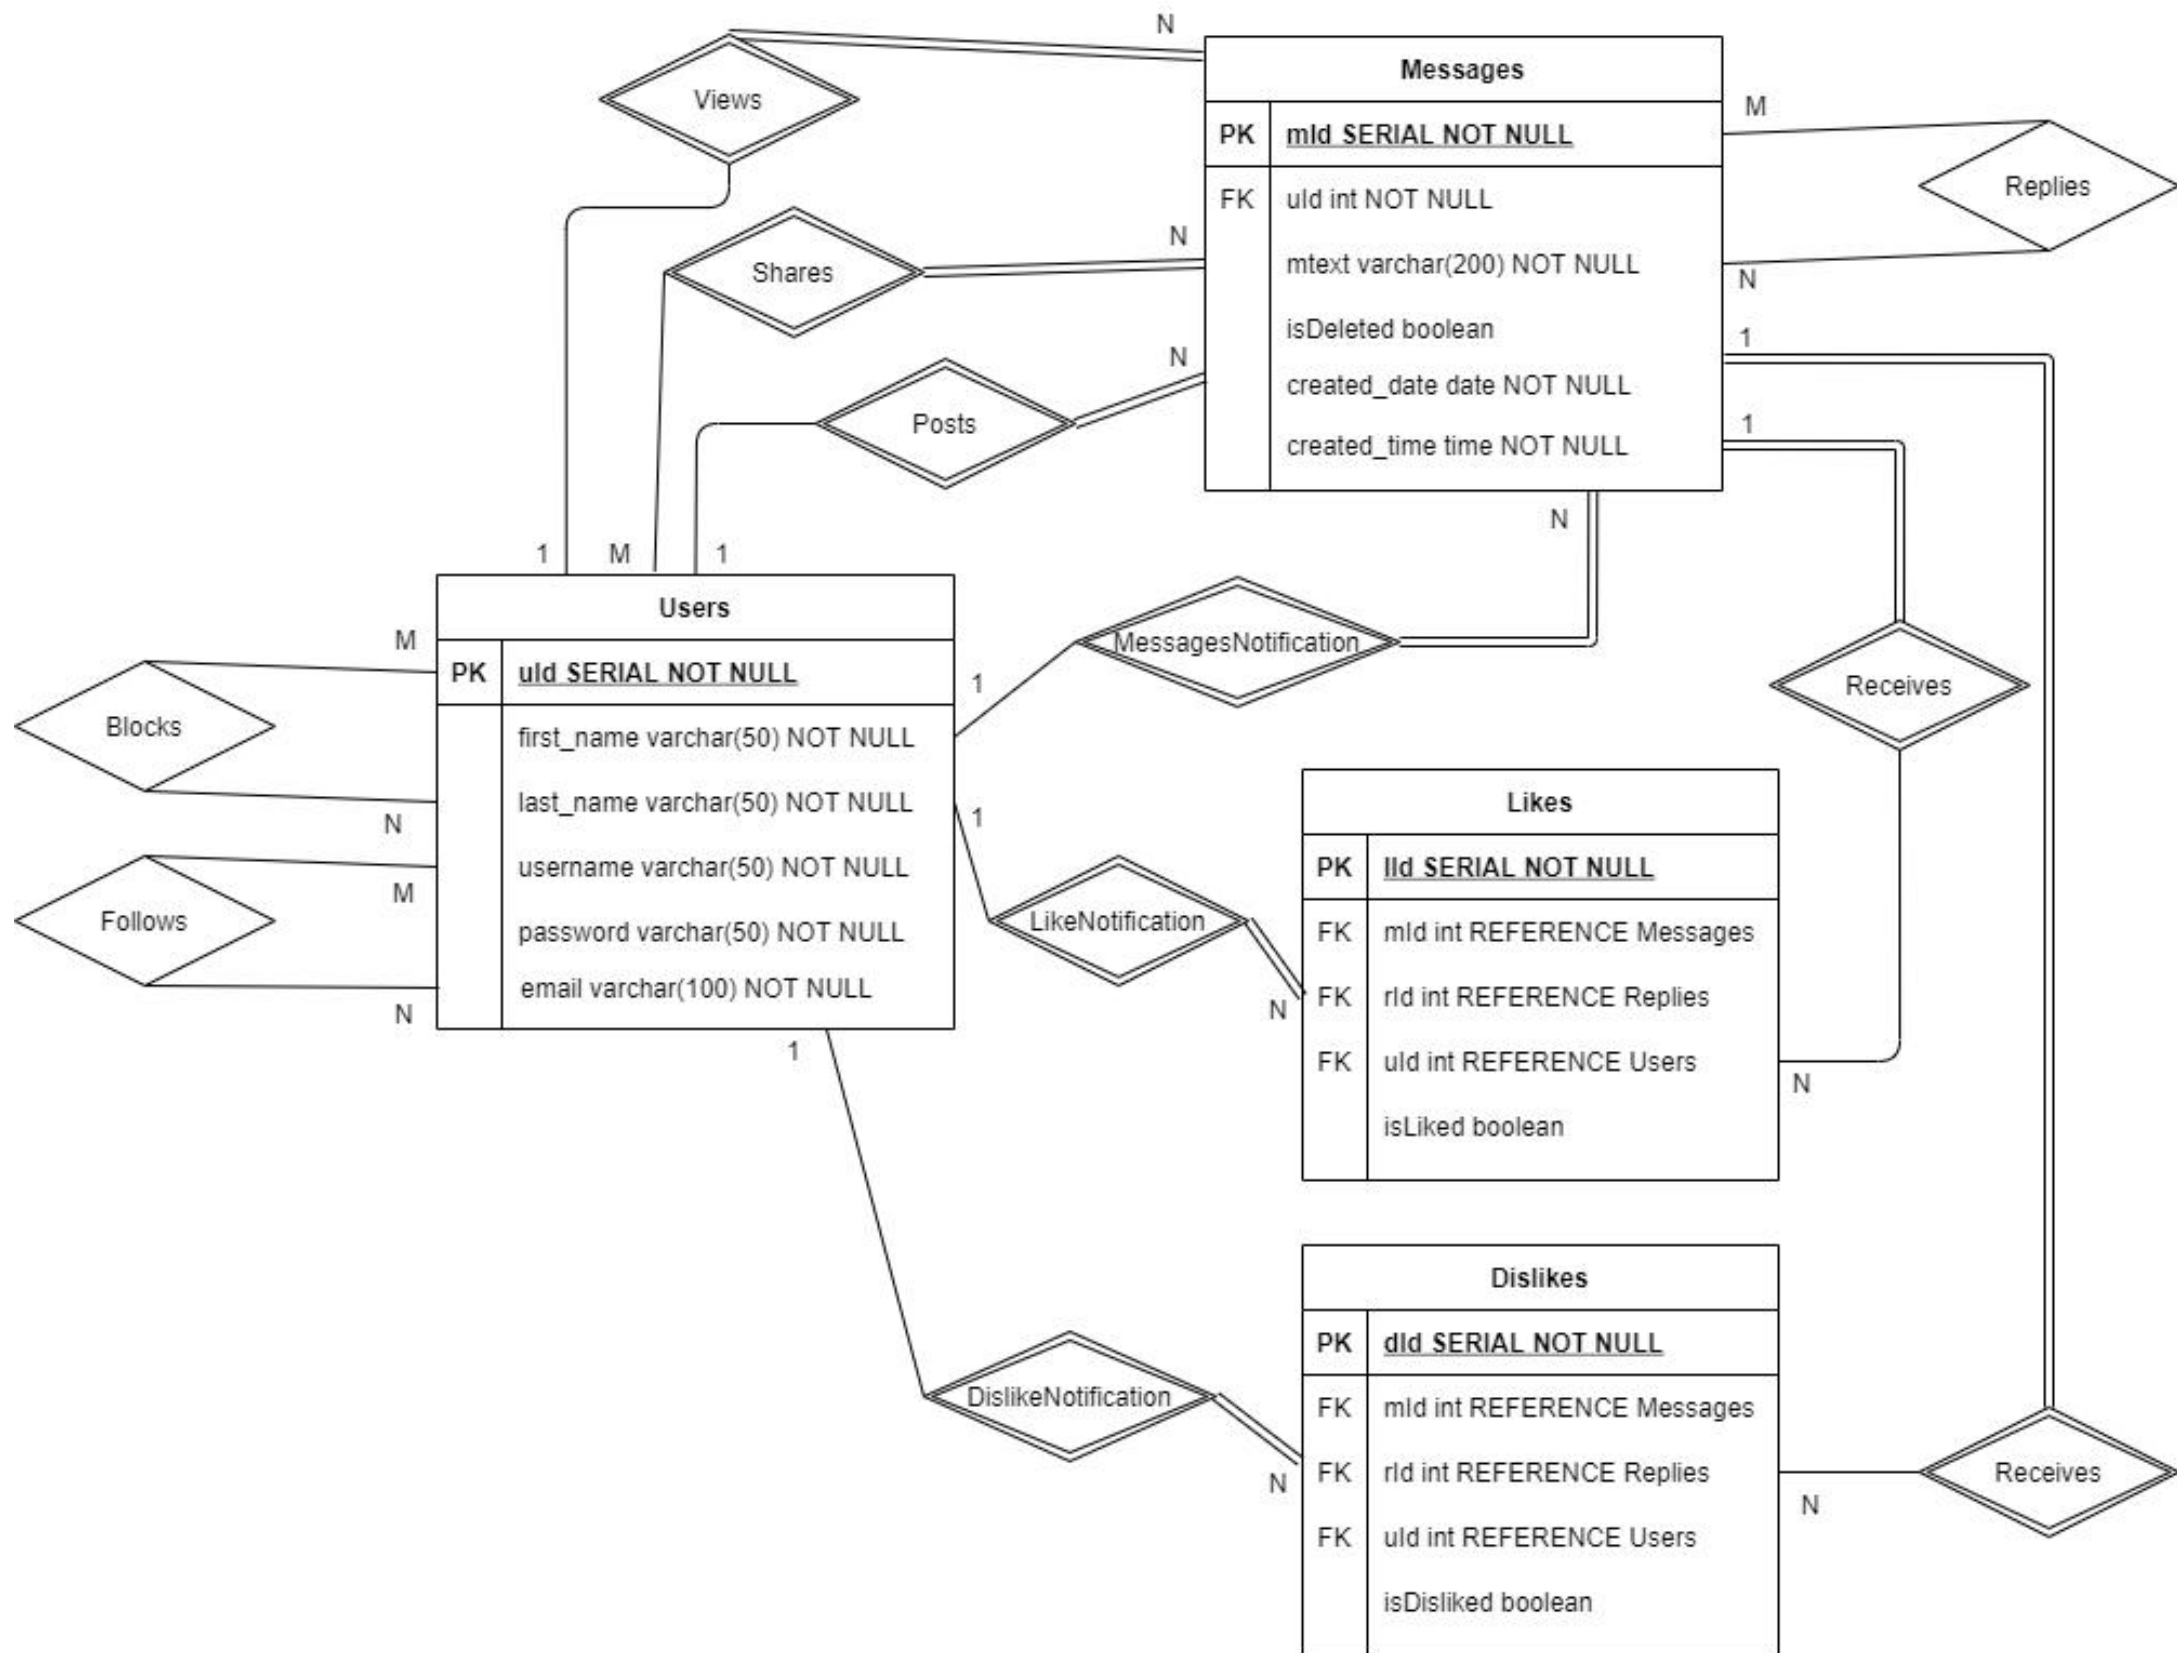 N
Views
Messages
M
PK mId SERIAL NOT NULL
Replies
FK uId int NOT NULL
N
Shares
mtext varchar(200) NOT NULL
N
isDeleted boolean
1
N
created_date date NOT NULL
Posts
1
created_time time NOT NULL
N
1 M 1
Users
M
MessagesNotification
PK uId SERIAL NOT NULL
1
Receives
Blocks
first_name varchar(50) NOT NULL
last_name varchar(50) NOT NULL
Likes
N
1
username varchar(50) NOT NULL
PK lId SERIAL NOT NULL
M
Follows
LikeNotification
password varchar(50) NOT NULL
FK mId int REFERENCE Messages
email varchar(100) NOT NULL
FK rId int REFERENCE Replies
N
N
1
FK uId int REFERENCE Users
N
isLiked boolean
Dislikes
PK dId SERIAL NOT NULL
DislikeNotification
FK mId int REFERENCE Messages
N
FK rId int REFERENCE Replies
Receives
N
FK uId int REFERENCE Users
isDisliked boolean